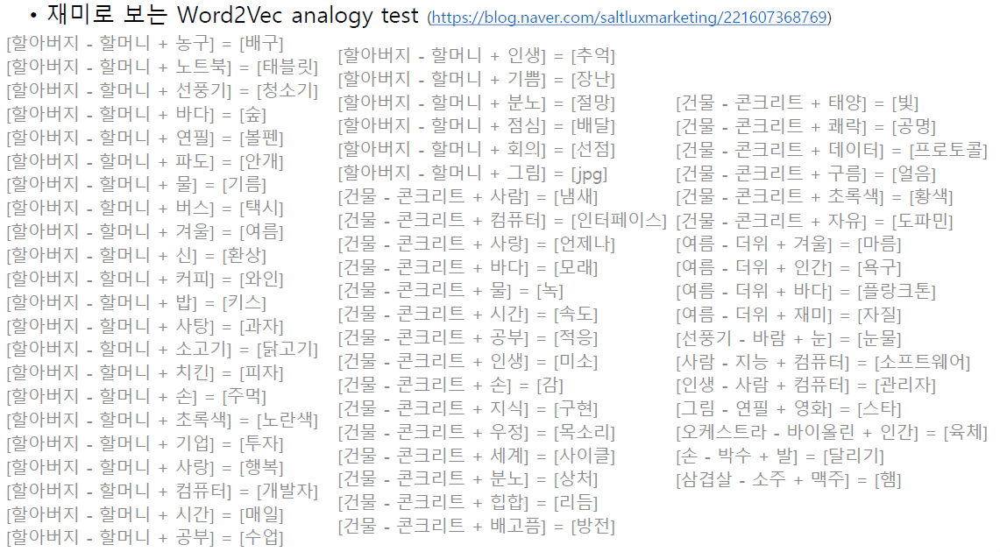 • 재미로 보는 Word2Vec analogy test (https://blog.naver.com/saltluxmarketing/221607368769)
[할아버지 - 할머니 + 농구] = [배구]
[할아버지 - 할머니 + 노트북] = [태블릿]
[할아버지 - 할머니 + 선풍기] = [청소기]
[할아버지 - 할머니 + 바다] = [숲]
[할아버지 - 할머니 + 연필] = [볼펜]
[할아버지 - 할머니 + 파도] = [안개]
[할아버지 - 할머니 + 물] = [기름]
[할아버지 - 할머니 + 버스] = [택시]
[할아버지 - 할머니 + 겨울] = [여름]
[할아버지 - 할머니 + 신] = [환상]
[할아버지 - 할머니 + 커피] = [와인]
[할아버지 - 할머니 + 밥] = [키스]
[할아버지 - 할머니 + 사탕] = [과자]
[할아버지 - 할머니 + 소고기] = [닭고기]
[할아버지 - 할머니 + 치킨] = [피자]
[할아버지 - 할머니 + 손] = [주먹]
[할아버지 - 할머니 + 초록색] = [노란색]
[할아버지 - 할머니 + 기업] = [투자]
[할아버지 - 할머니 + 사랑] = [행복]
[할아버지 - 할머니 + 컴퓨터] = [개발자]
[할아버지 - 할머니 + 시간] = [매일]
[할아버지 - 할머니 + 공부] = [수업]
[할아버지 - 할머니 + 인생] = [추억]
[할아버지 - 할머니 + 기쁨] = [장난]
[할아버지 - 할머니 + 분노] = [절망]
[할아버지 - 할머니 + 점심] = [배달]
[할아버지 - 할머니 + 회의] = [선점]
[할아버지 - 할머니 + 그림] = [jpg]
[건물 - 콘크리트 + 사람] = [냄새]
[건물 - 콘크리트 + 컴퓨터] = [인터페이스]
[건물 - 콘크리트 + 사랑] = [언제나]
[건물 - 콘크리트 + 바다] = [모래]
[건물 - 콘크리트 + 물] = [녹]
[건물 - 콘크리트 + 시간] = [속도]
[건물 - 콘크리트 + 공부] = [적응]
[건물 - 콘크리트 + 인생] = [미소]
[건물 - 콘크리트 + 손] = [감]
[건물 - 콘크리트 + 지식] = [구현]
[건물 - 콘크리트 + 우정] = [목소리]
[건물 - 콘크리트 + 세계] = [사이클]
[건물 - 콘크리트 + 분노] = [상처]
[건물 - 콘크리트 + 힙합] = [리듬]
[건물 - 콘크리트 + 배고픔] = [방전]
[건물 - 콘크리트 + 태양] = [빛]
[건물 - 콘크리트 + 쾌락] = [공명]
[건물 - 콘크리트 + 데이터] = [프로토콜]
[건물 - 콘크리트 + 구름] = [얼음]
[건물 - 콘크리트 + 초록색] = [황색]
[건물 - 콘크리트 + 자유] = [도파민]
[여름 - 더위 + 겨울] = [마름]
[여름 - 더위 + 인간] = [욕구]
[여름 - 더위 + 바다] = [플랑크톤]
[여름 - 더위 + 재미] = [자질]
[선풍기 - 바람 + 눈] = [눈물]
[사람 - 지능 + 컴퓨터] = [소프트웨어]
[인생 - 사람 + 컴퓨터] = [관리자]
[그림 - 연필 + 영화] = [스타]
[오케스트라 - 바이올린 + 인간] = [육체]
[손 - 박수 + 발] = [달리기]
[삼겹살 - 소주 + 맥주] = [햄]